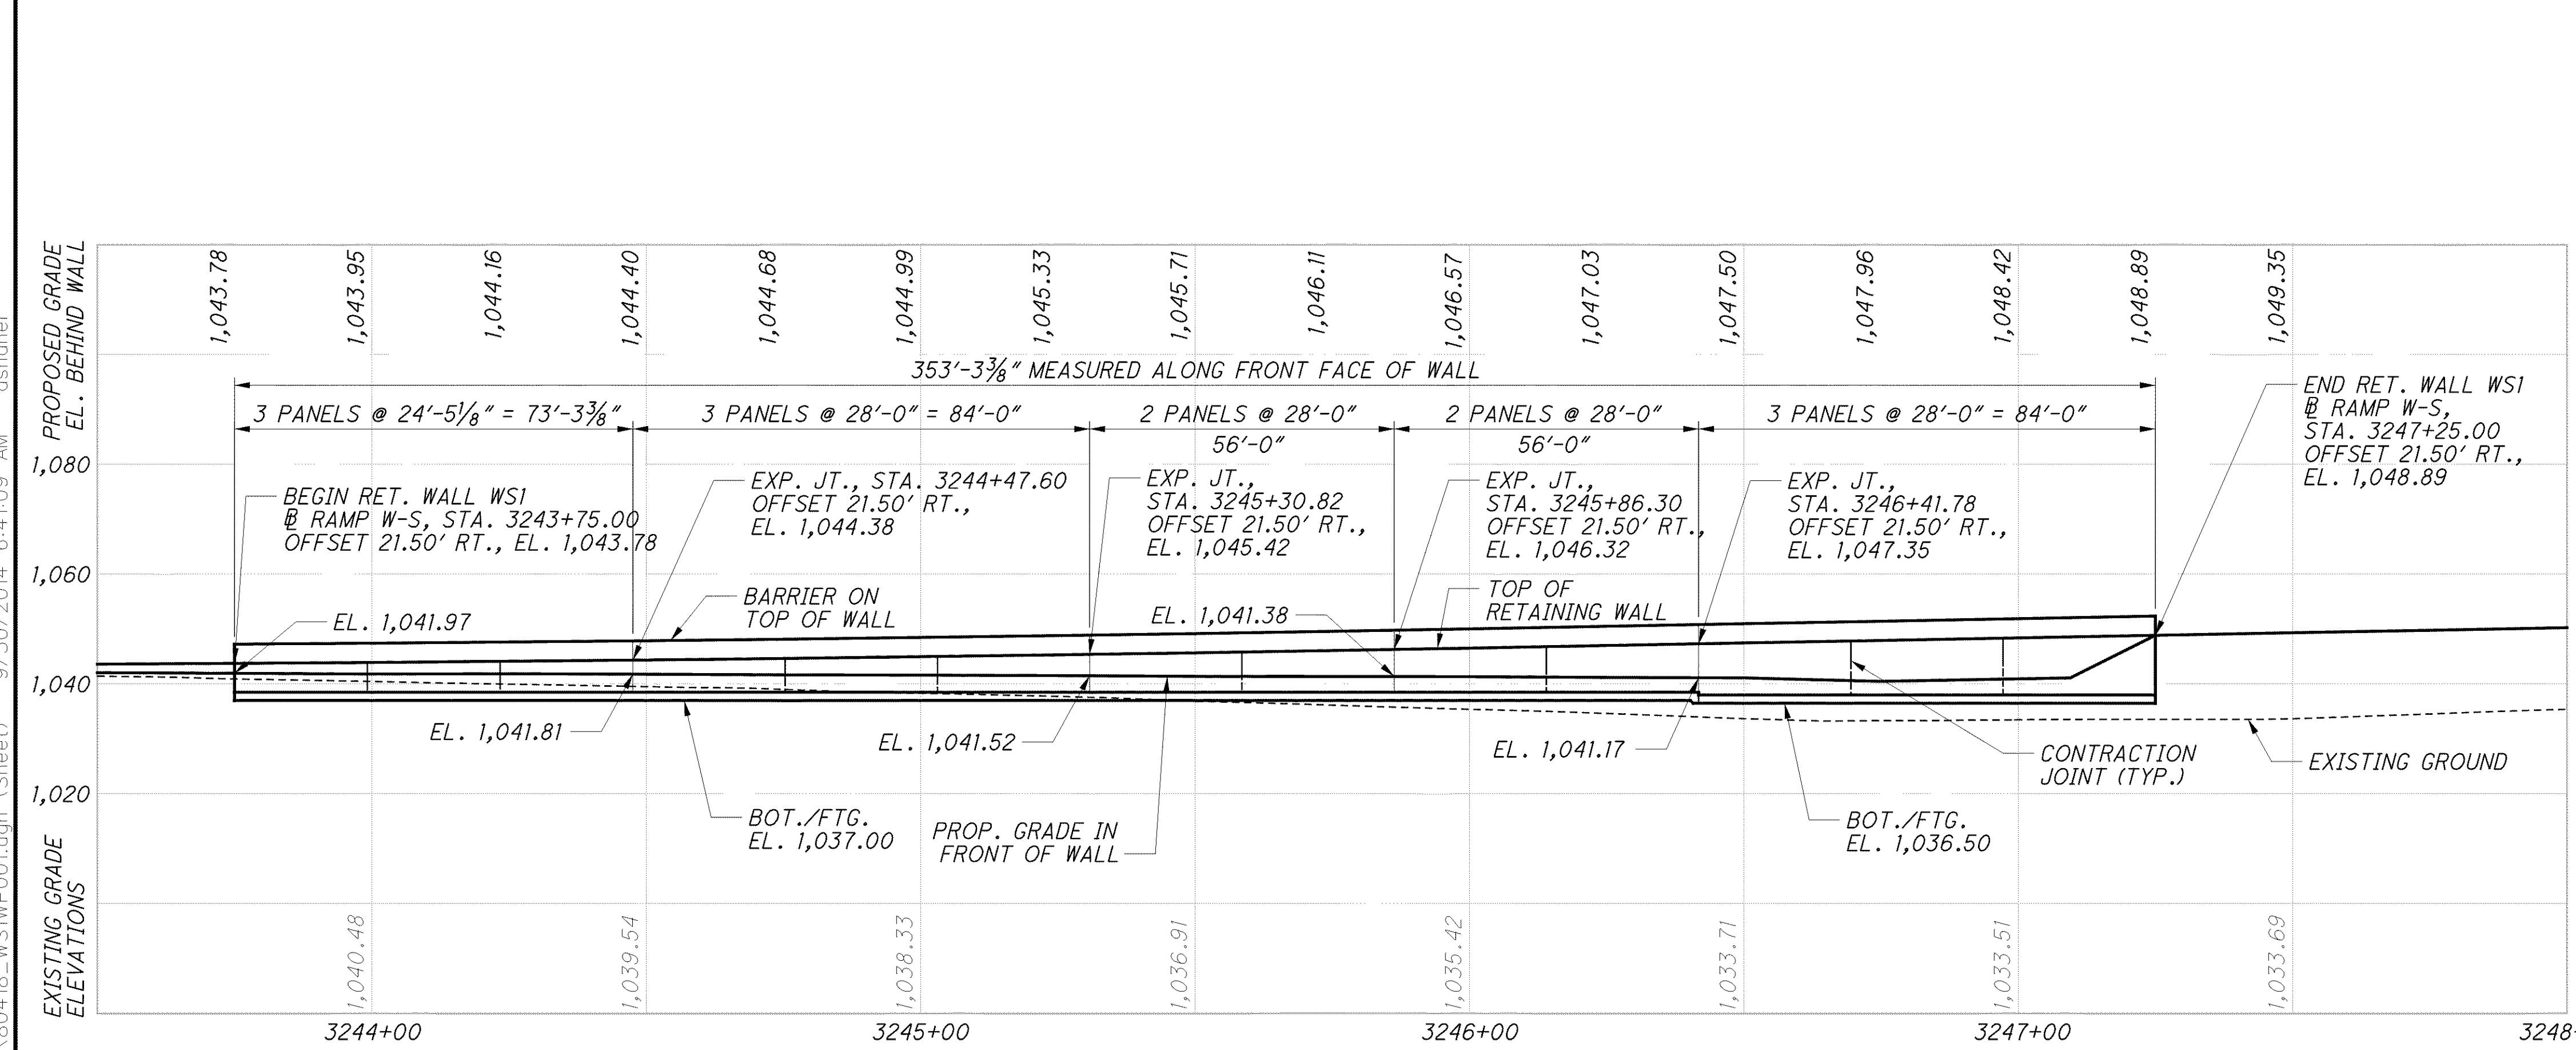 PROPOSED GRADE
EL. BEHIND WALL
1,043.78
1,043.95
1,044.16
1,044.40
1,044.68
1,044.99
1,045.33
1,045.71
1,046.11
1,046.57
1,047.03
1,047.50
1,047.96
1,048.42
1,048.89
1,049.35
353'-3⅜" MEASURED ALONG FRONT FACE OF WALL
3 PANELS @ 24'-5⅛" = 73'-3⅜"
3 PANELS @ 28'-0" = 84'-0"
2 PANELS @ 28'-0"
56'-0"
2 PANELS @ 28'-0"
56'-0"
3 PANELS @ 28'-0" = 84'-0"
END RET. WALL WS1
BL RAMP W-S,
STA. 3247+25.00
OFFSET 21.50' RT.,
EL. 1,048.89
1,080
1,060
1,040
1,020
BEGIN RET. WALL WS1
BL RAMP W-S, STA. 3243+75.00
OFFSET 21.50' RT., EL. 1,043.78
EXP. JT., STA. 3244+47.60
OFFSET 21.50' RT.,
EL. 1,044.38
EXP. JT.,
STA. 3245+30.82
OFFSET 21.50' RT.,
EL. 1,045.42
EXP. JT.,
STA. 3245+86.30
OFFSET 21.50' RT.,
EL. 1,046.32
EXP. JT.,
STA. 3246+41.78
OFFSET 21.50' RT.,
EL. 1,047.35
EL. 1,041.97
BARRIER ON
TOP OF WALL
EL. 1,041.38
TOP OF
RETAINING WALL
EL. 1,041.81
EL. 1,041.52
EL. 1,041.17
CONTRACTION
JOINT (TYP.)
EXISTING GROUND
BOT./FTG.
EL. 1,037.00
PROP. GRADE IN
FRONT OF WALL
BOT./FTG.
EL. 1,036.50
EXISTING GRADE
ELEVATIONS
1,040.48
1,039.54
1,038.33
1,036.91
1,035.42
1,033.71
1,033.51
1,033.69
3244+00
3245+00
3246+00
3247+00
3248+